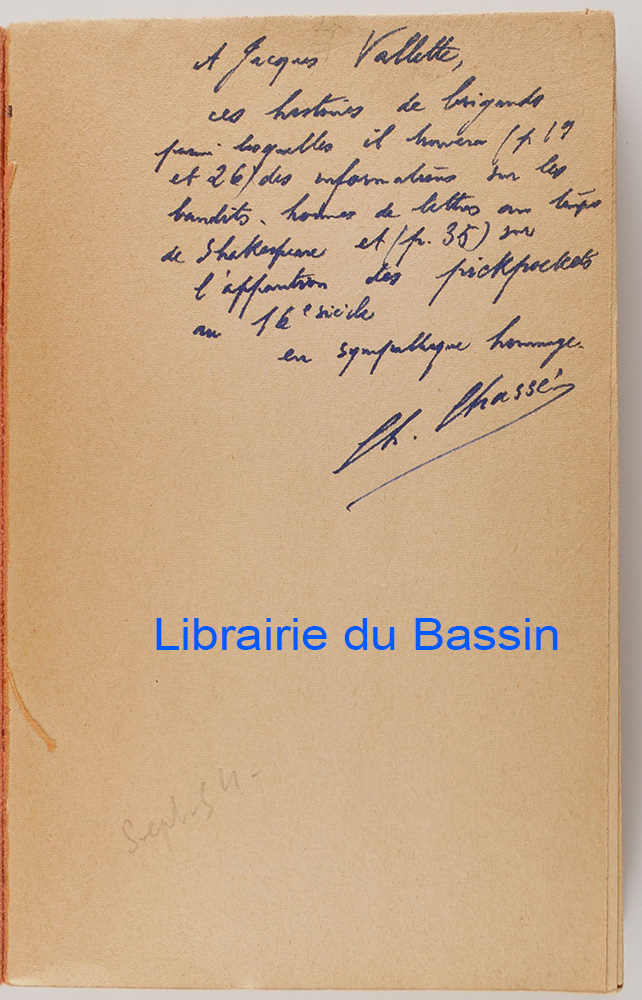 A Jacques Vallette,
ces histoires de brigands
parmi lesquelles il trouvera (p. 19
et 26) des informations sur les
bandits-hommes de lettres au temps
de Shakespeare et (p. 35) sur
l'apparition des pickpockets
au 16e siècle
en sympathique hommage.
Ch. Chassé
Librairie du Bassin
Sept. 54 -